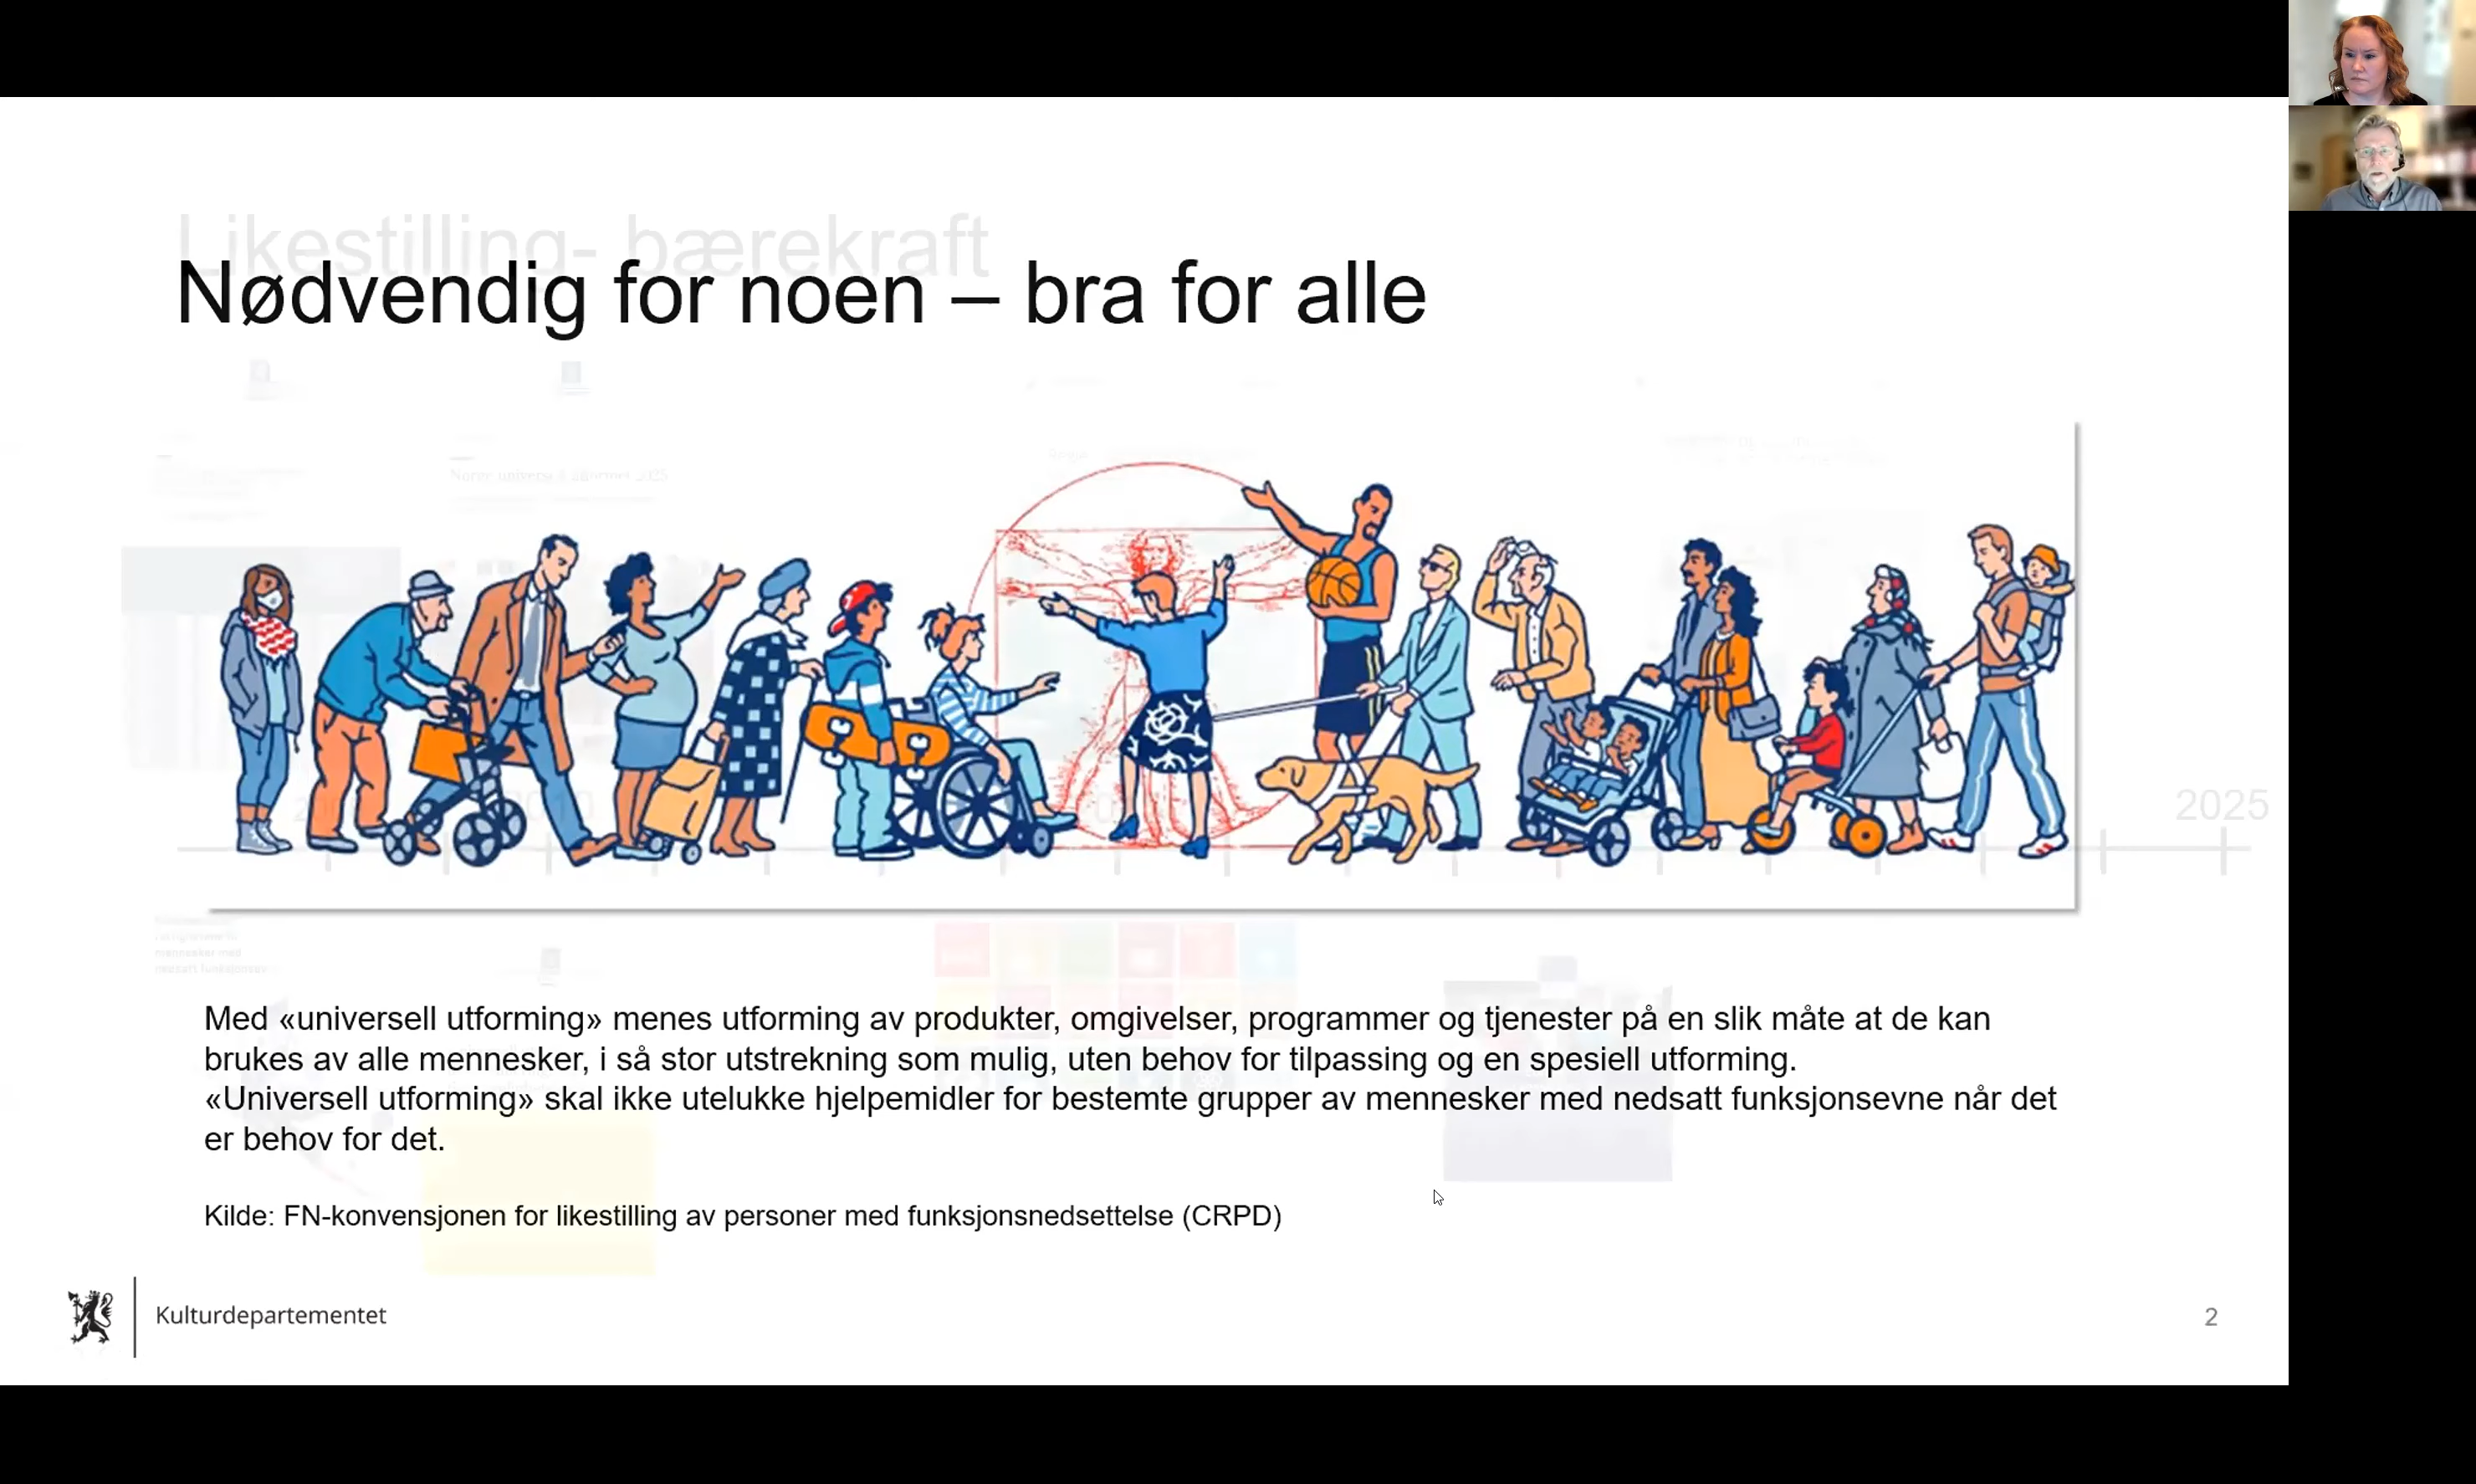 Likestilling- bærekraft
Nødvendig for noen – bra for alle
2025
Med «universell utforming» menes utforming av produkter, omgivelser, programmer og tjenester på en slik måte at de kan
brukes av alle mennesker, i så stor utstrekning som mulig, uten behov for tilpassing og en spesiell utforming.
«Universell utforming» skal ikke utelukke hjelpemidler for bestemte grupper av mennesker med nedsatt funksjonsevne når det
er behov for det.
Kilde: FN-konvensjonen for likestilling av personer med funksjonsnedsettelse (CRPD)
Kulturdepartementet
2